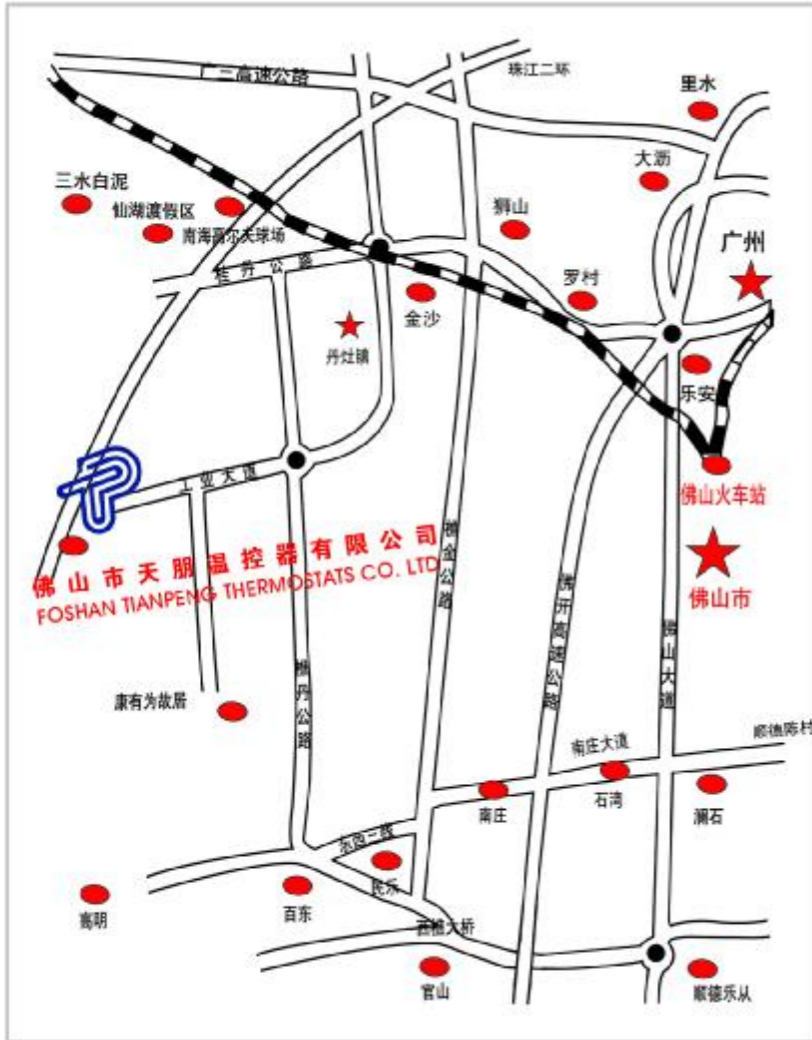 广三高速公路
珠江二环
里水
大沥
三水白泥
仙湖渡假区
南海高尔夫球场
狮山
广州
桂丹公路
罗村
金沙
丹灶镇
乐安
工业大道
佛山火车站
佛山市天朋温控器有限公司
FOSHAN TIANPENG THERMOSTATS CO. LTD
樵金公路
佛开高速公路
佛山市
佛山大道
樵丹公路
康有为故居
南庄大道
顺德陈村
石湾
南庄
澜石
民乐
百东
高明
西樵大桥
官山
顺德乐从